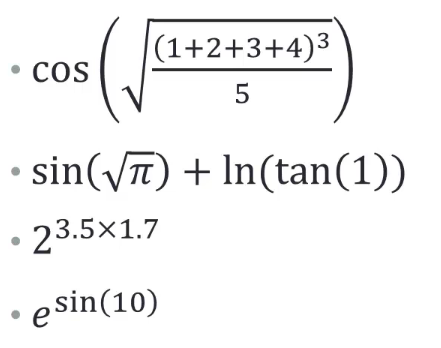 • cos(√((1+2+3+4)³/5))
• sin(√π) + ln(tan(1))
• 2^(3.5×1.7)
• e^(sin(10))